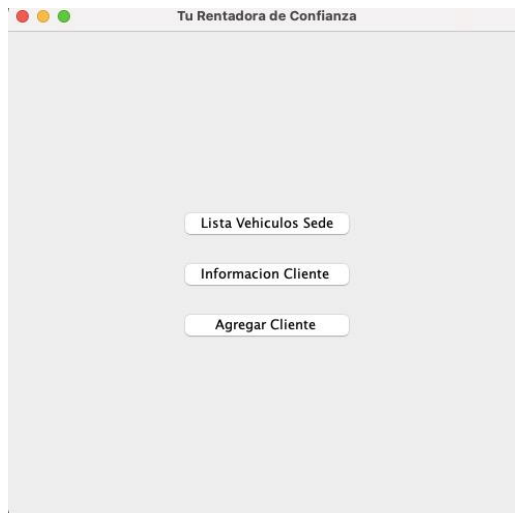 Tu Rentadora de Confianza
Lista Vehiculos Sede
Informacion Cliente
Agregar Cliente